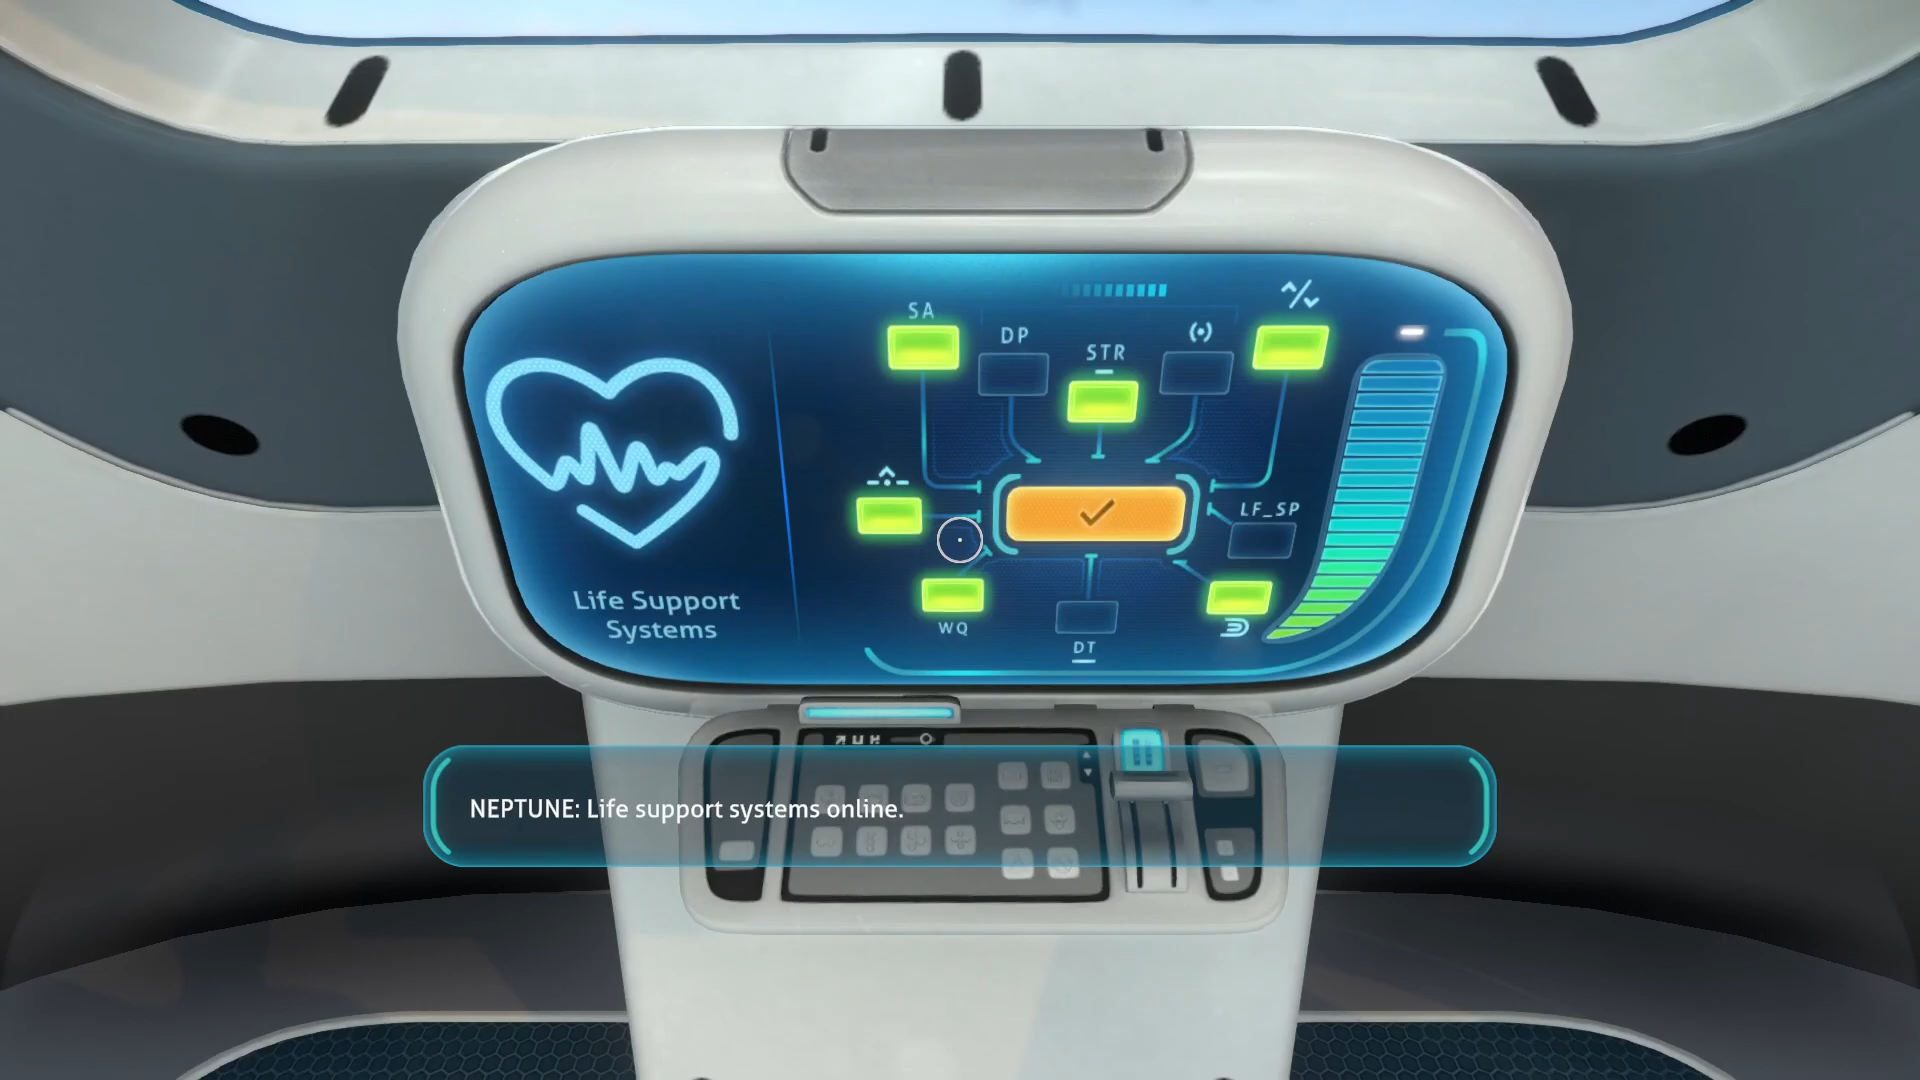 SA
DP
STR
LF_SP
WQ
DT
Life Support
Systems
NEPTUNE: Life support systems online.